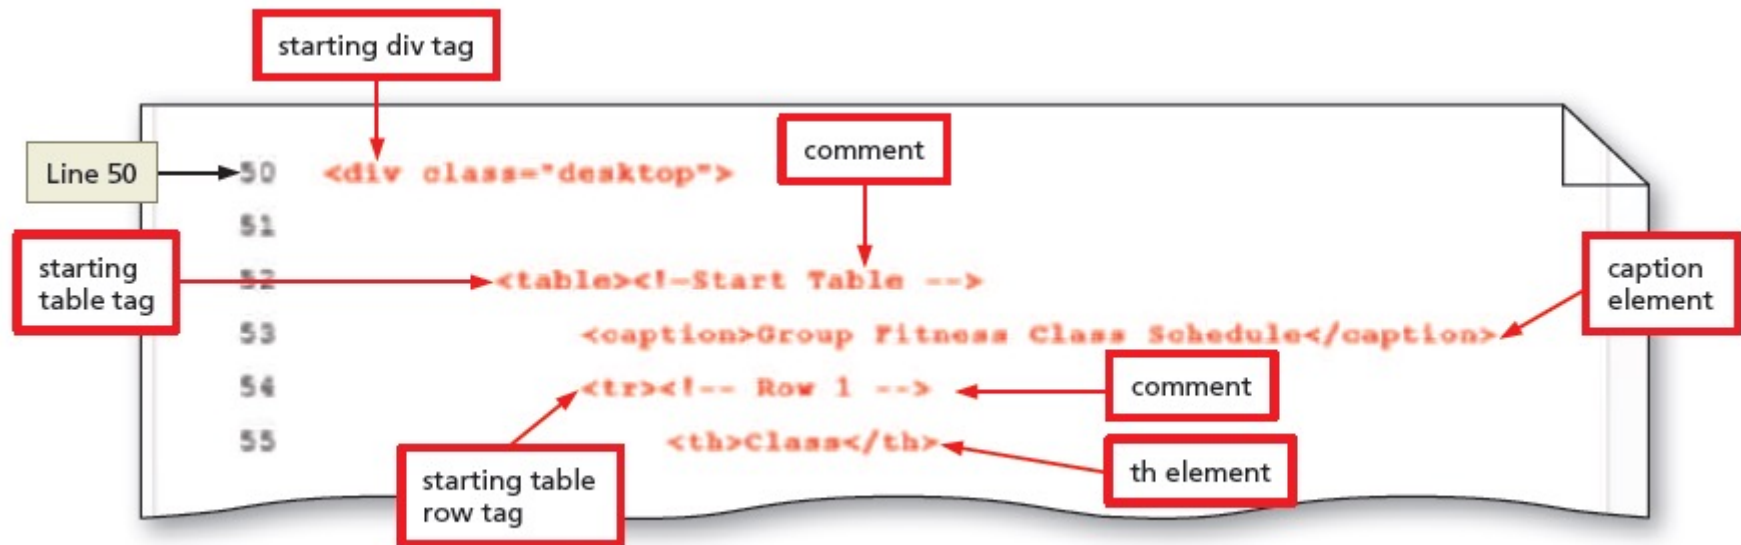 starting div tag
comment
Line 50
50 <div class="desktop">
51
starting
table tag
52 <table><!-Start Table -->
caption
element
53 <caption>Group Fitness Class Schedule</caption>
54 <tr><!-- Row 1 -->
comment
55 <th>Class</th>
th element
starting table
row tag